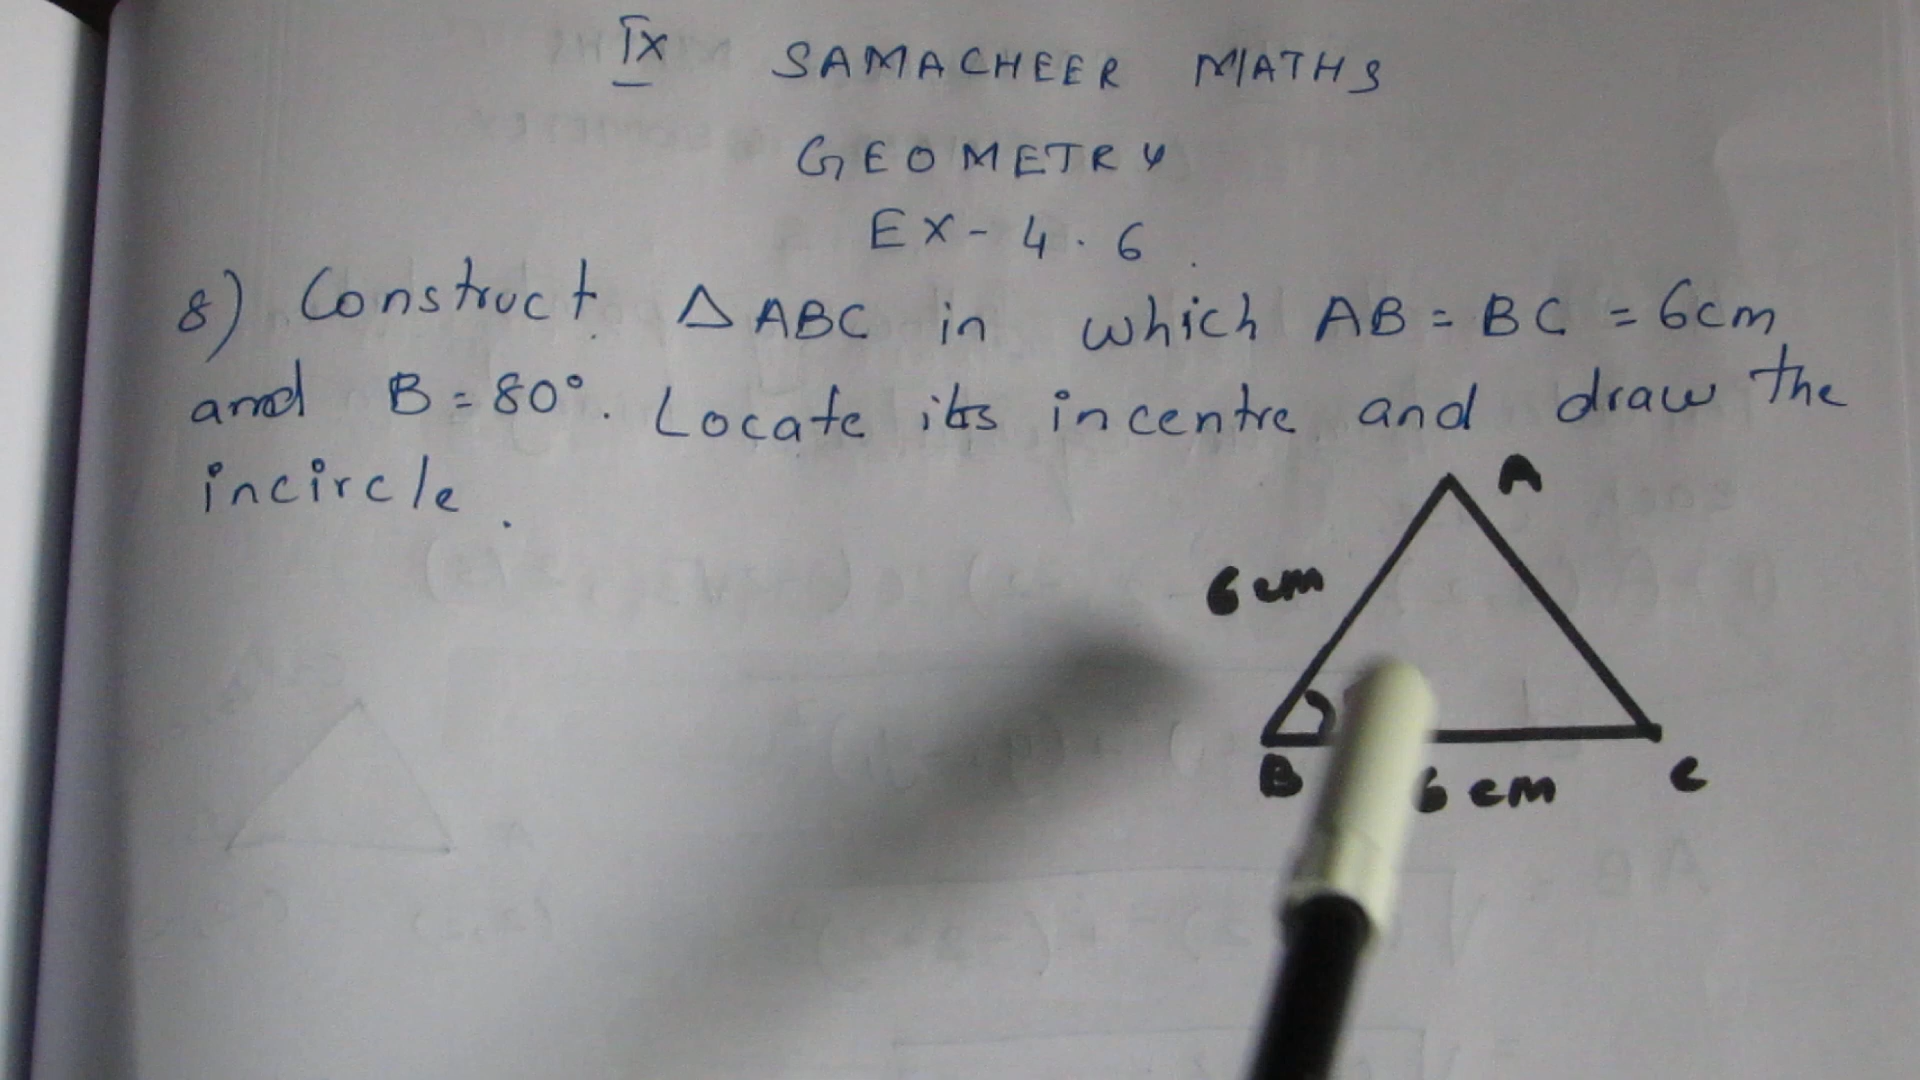 IX SAMACHEER MATHS
GEOMETRY
EX - 4.6
8) Construct △ ABC in which AB = BC = 6cm
and B = 80°. Locate its incentre and draw the
incircle.
A
6 cm
B 6 cm C